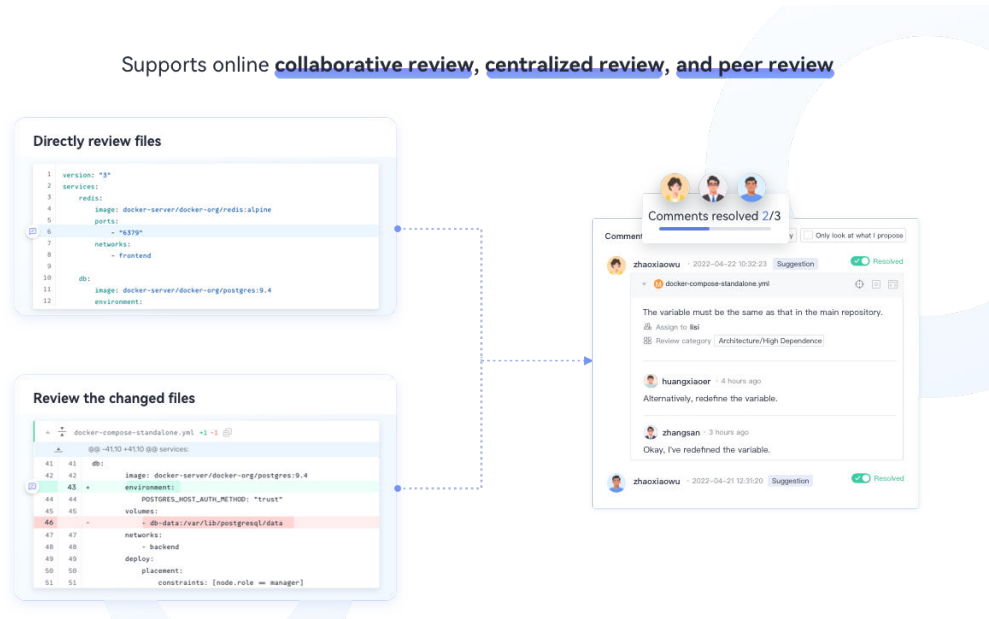 Supports online collaborative review, centralized review, and peer review
Directly review files
1 version: "3"
2 services:
3 redis:
4 image: docker-server/docker-org/redis:alpine
5 ports:
6 - "6379"
7 networks:
8 - frontend
9
10 db:
11 image: docker-server/docker-org/postgres:9.4
12 environment:
Review the changed files
docker-compose-standalone.yml +1 -1
@@ -41,10 +41,10 @@ services:
41 41 db:
42 42 image: docker-server/docker-org/postgres:9.4
43 + environment:
44 44 POSTGRES_HOST_AUTH_METHOD: "trust"
45 45 volumes:
46 - - db-data:/var/lib/postgresql/data
47 47 networks:
48 48 - backend
49 49 deploy:
50 50 placement:
51 51 constraints: [node.role == manager]
Comments resolved 2/3
Comment
y
Only look at what I propose
zhaoxiaowu · 2022-04-22 10:32:23 Suggestion Resolved
docker-compose-standalone.yml
The variable must be the same as that in the main repository.
Assign to lisi
Review category Architecture/High Dependence
huangxiaoer · 4 hours ago
Alternatively, redefine the variable.
zhangsan · 3 hours ago
Okay, I've redefined the variable.
zhaoxiaowu · 2022-04-21 12:31:20 Suggestion Resolved